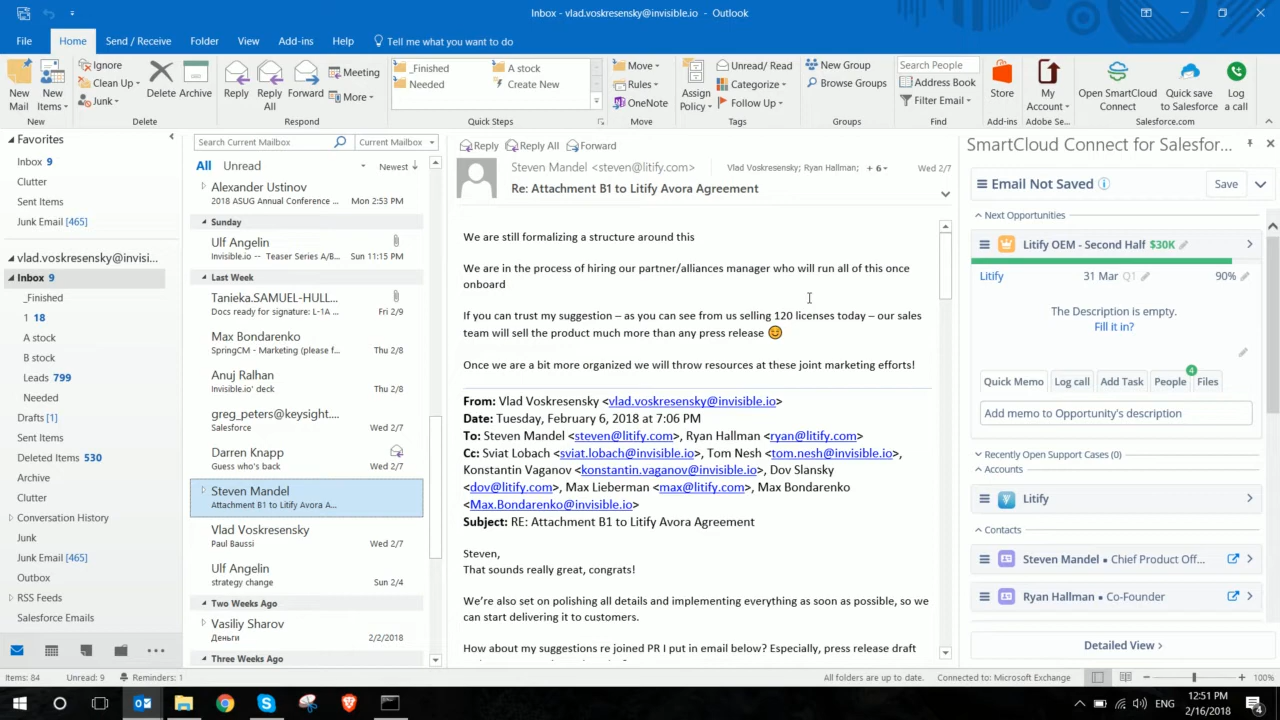 Inbox - vlad.voskresensky@invisible.io - Outlook
File Home Send / Receive Folder View Add-ins Help Tell me what you want to do
New Mail
New Items
New
Ignore
Clean Up
Junk
Delete
Archive
Delete
Reply
Reply All
Forward
Meeting
More
Respond
_Finished
Needed
A stock
Create New
Quick Steps
Move
Rules
OneNote
Move
Assign Policy
Unread/ Read
Categorize
Follow Up
Tags
New Group
Browse Groups
Groups
Search People
Address Book
Filter Email
Find
Store
Add-ins
My Account
Adobe Se...
Open SmartCloud Connect
Quick save to Salesforce
Log a call
Salesforce.com
Favorites
Inbox 9
Clutter
Sent Items
Junk Email [465]
vlad.voskresensky@invisi...
Inbox 9
_Finished
1 18
A stock
B stock
Leads 799
Needed
Drafts [1]
Sent Items
Deleted Items 530
Archive
Clutter
Conversation History
Junk
Junk Email [465]
Outbox
RSS Feeds
Salesforce Emails
Search Current Mailbox Current Mailbox
All Unread Newest ↓
Alexander Ustinov
2018 ASUG Annual Conference ... Mon 2:53 PM
Sunday
Ulf Angelin
Invisible.io -- Teaser Series A/B... Sun 11:15 PM
Last Week
Tanieka.SAMUEL-HULL...
Docs ready for signature: L-1A ... Fri 2/9
Max Bondarenko
SpringCM - Marketing (please f... Thu 2/8
Anuj Ralhan
Invisible.io' deck Thu 2/8
greg_peters@keysight....
Salesforce Wed 2/7
Darren Knapp
Guess who's back Wed 2/7
Steven Mandel
Attachment B1 to Litify Avora A... Wed 2/7
Vlad Voskresensky
Paul Baussi Wed 2/7
Ulf Angelin
strategy change Sun 2/4
Two Weeks Ago
Vasiliy Sharov
Деньги 2/2/2018
Three Weeks Ago
Reply Reply All Forward
Steven Mandel <steven@litify.com> Vlad Voskresensky; Ryan Hallman; + 6 Wed 2/7
Re: Attachment B1 to Litify Avora Agreement
We are still formalizing a structure around this
We are in the process of hiring our partner/alliances manager who will run all of this once
onboard
If you can trust my suggestion – as you can see from us selling 120 licenses today – our sales
team will sell the product much more than any press release 😊
Once we are a bit more organized we will throw resources at these joint marketing efforts!
From: Vlad Voskresensky <vlad.voskresensky@invisible.io>
Date: Tuesday, February 6, 2018 at 7:06 PM
To: Steven Mandel <steven@litify.com>, Ryan Hallman <ryan@litify.com>
Cc: Sviat Lobach <sviat.lobach@invisible.io>, Tom Nesh <tom.nesh@invisible.io>,
Konstantin Vaganov <konstantin.vaganov@invisible.io>, Dov Slansky
<dov@litify.com>, Max Lieberman <max@litify.com>, Max Bondarenko
<Max.Bondarenko@invisible.io>
Subject: RE: Attachment B1 to Litify Avora Agreement
Steven,
That sounds really great, congrats!
We're also set on polishing all details and implementing everything as soon as possible, so we
can start delivering it to customers.
How about my suggestions re joined PR I put in email below? Especially, press release draft
SmartCloud Connect for Salesfor...
Email Not Saved Save
Next Opportunities
Litify OEM - Second Half $30K
Litify 31 Mar Q1 90%
The Description is empty.
Fill it in?
Quick Memo Log call Add Task People 4 Files
Add memo to Opportunity's description
Recently Open Support Cases (0)
Accounts
Litify
Contacts
Steven Mandel ▪ Chief Product Off...
Ryan Hallman ▪ Co-Founder
Detailed View >
Items: 84 Unread: 9 Reminders: 1 All folders are up to date. Connected to: Microsoft Exchange 100%
ENG 12:51 PM
2/16/2018 4